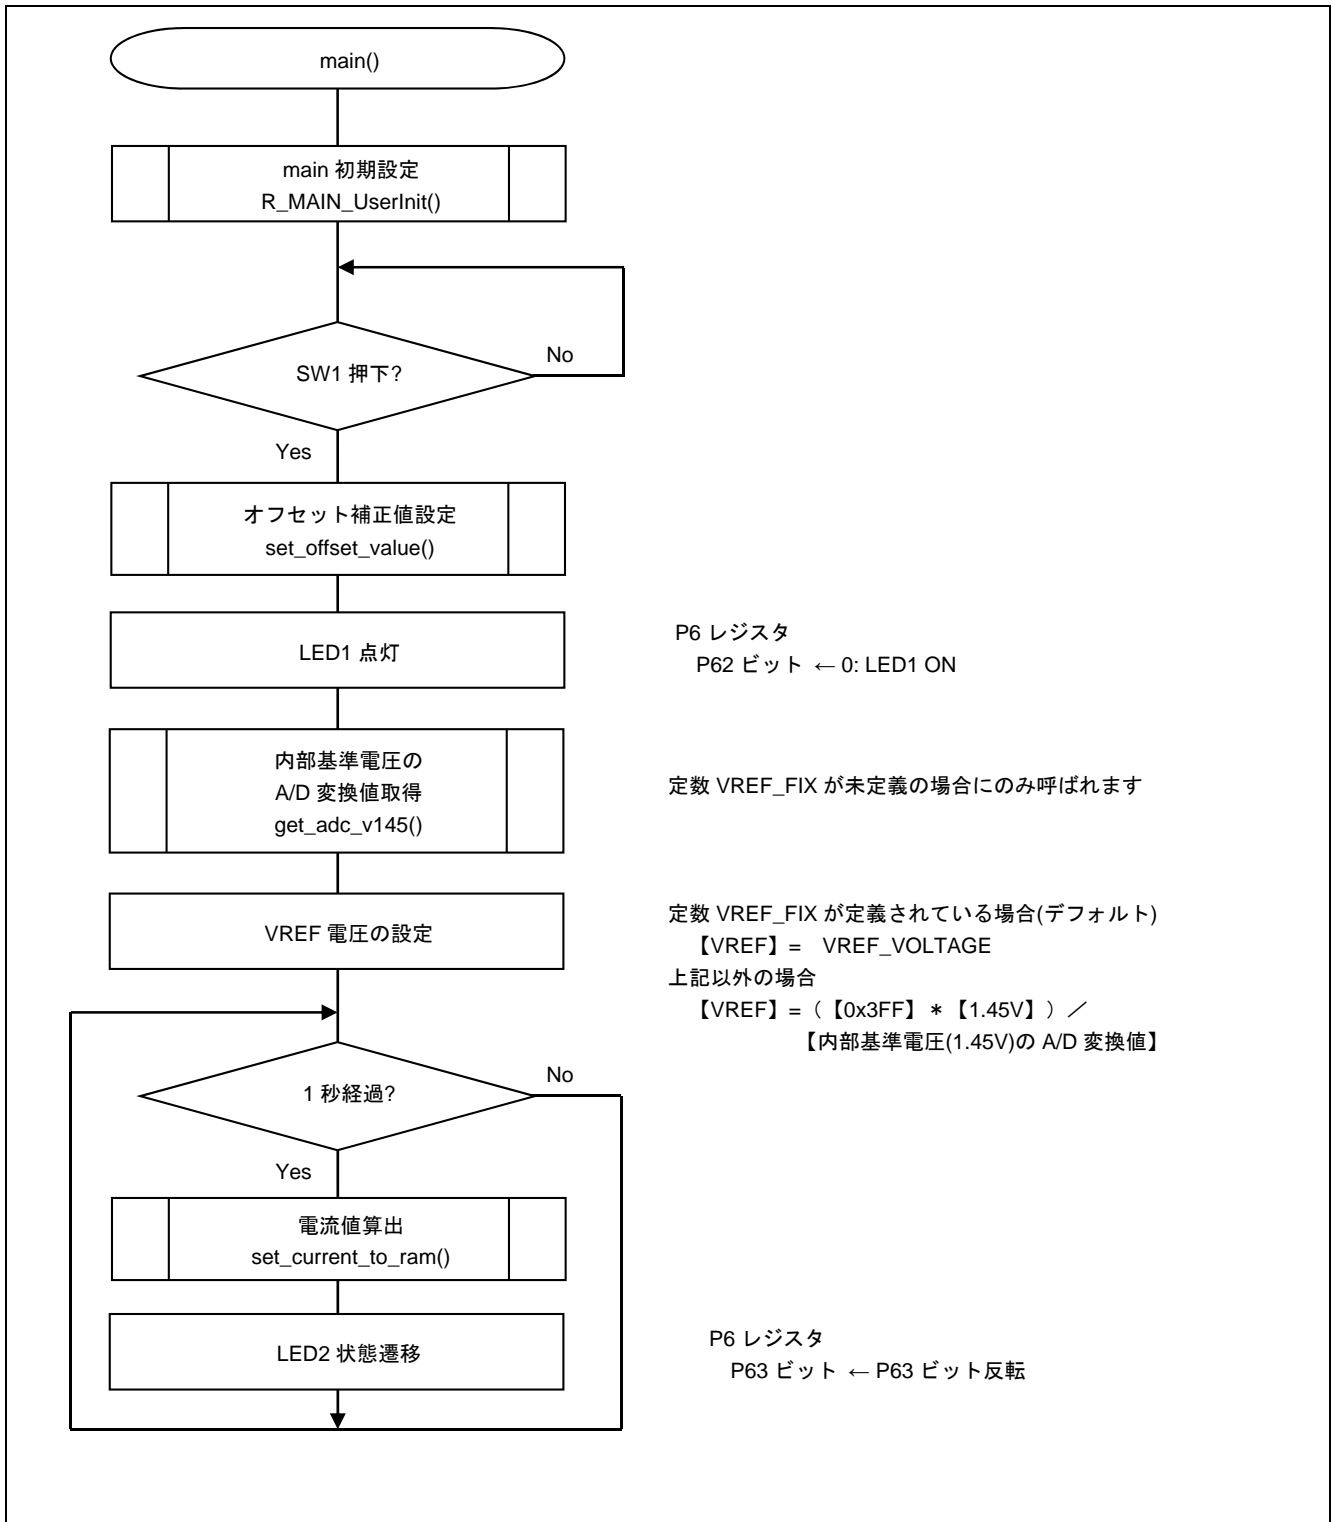 main()
main 初期設定
R_MAIN_UserInit()
No
SW1 押下?
Yes
オフセット補正値設定
set_offset_value()
LED1 点灯
P6 レジスタ
P62 ビット ← 0: LED1 ON
内部基準電圧の
A/D 変換値取得
get_adc_v145()
定数 VREF_FIX が未定義の場合にのみ呼ばれます
VREF 電圧の設定
定数 VREF_FIX が定義されている場合(デフォルト)
【VREF】= VREF_VOLTAGE
上記以外の場合
【VREF】=（【0x3FF】＊【1.45V】）／
【内部基準電圧(1.45V)の A/D 変換値】
No
1 秒経過?
Yes
電流値算出
set_current_to_ram()
LED2 状態遷移
P6 レジスタ
P63 ビット ← P63 ビット反転